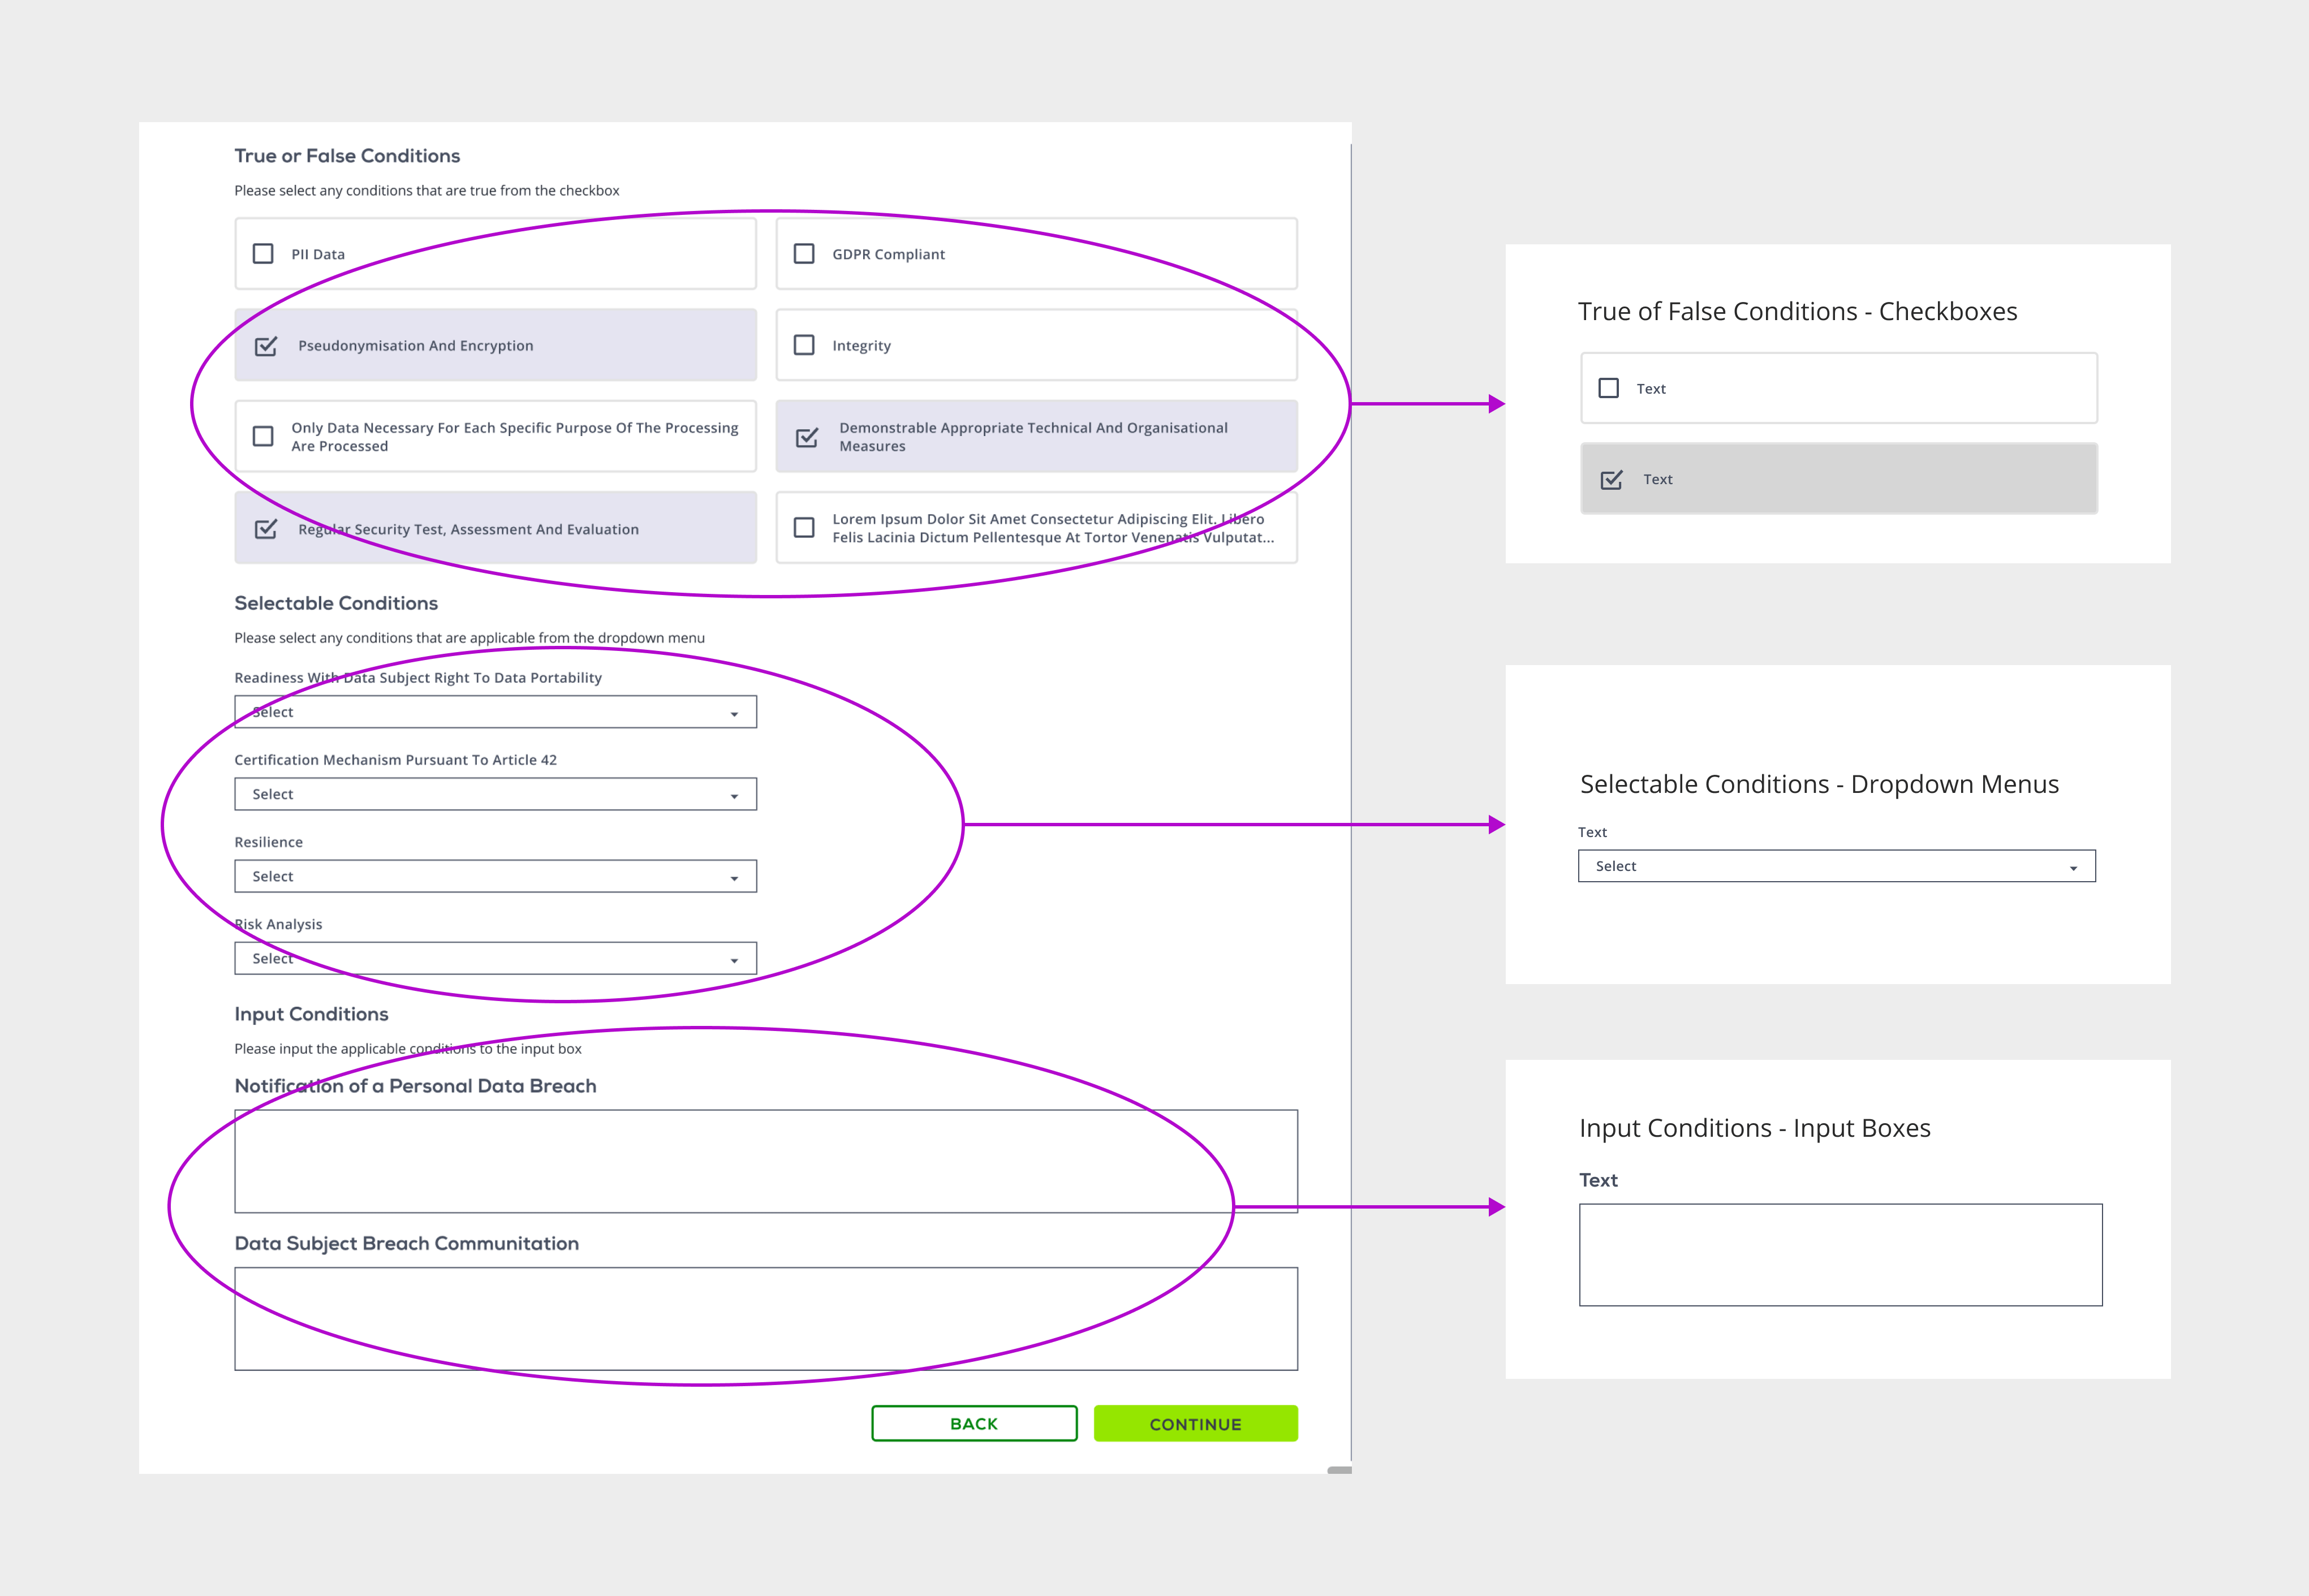 True or False Conditions
Please select any conditions that are true from the checkbox
PII Data
GDPR Compliant
Pseudonymisation And Encryption
Integrity
Only Data Necessary For Each Specific Purpose Of The Processing
Are Processed
Demonstrable Appropriate Technical And Organisational
Measures
Regular Security Test, Assessment And Evaluation
Lorem Ipsum Dolor Sit Amet Consectetur Adipiscing Elit. Libero
Felis Lacinia Dictum Pellentesque At Tortor Venenatis Vulputat...
Selectable Conditions
Please select any conditions that are applicable from the dropdown menu
Readiness With Data Subject Right To Data Portability
Select
Certification Mechanism Pursuant To Article 42
Select
Resilience
Select
Risk Analysis
Select
Input Conditions
Please input the applicable conditions to the input box
Notification of a Personal Data Breach
Data Subject Breach Communitation
BACK
CONTINUE
True of False Conditions - Checkboxes
Text
Text
Selectable Conditions - Dropdown Menus
Text
Select
Input Conditions - Input Boxes
Text